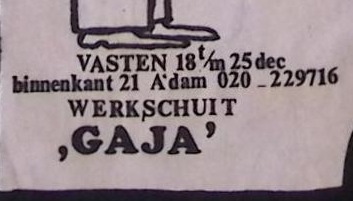 VASTEN 18 t/m 25 dec
binnenkant 21 A'dam 020 - 229716
WERKSCHUIT
‚GAJA’